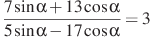 (7sinα + 13cosα)/(5sinα − 17cosα) = 3